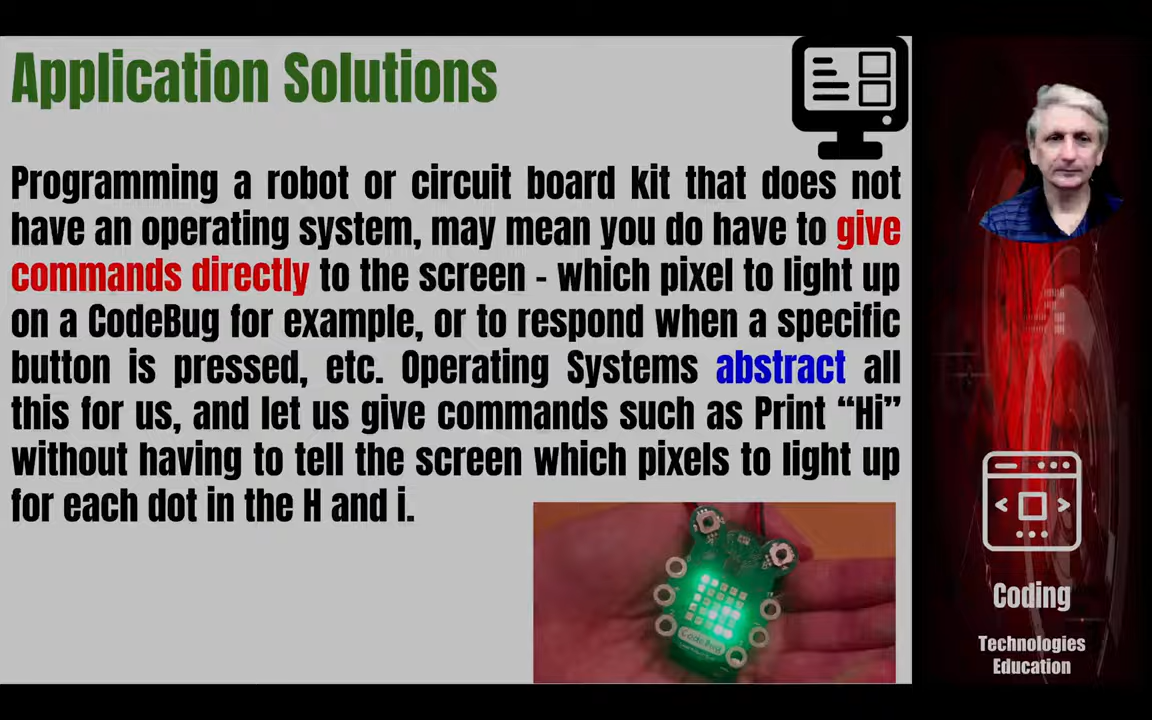 Application Solutions
Programming a robot or circuit board kit that does not
have an operating system, may mean you do have to give
commands directly to the screen - which pixel to light up
on a CodeBug for example, or to respond when a specific
button is pressed, etc. Operating Systems abstract all
this for us, and let us give commands such as Print “Hi”
without having to tell the screen which pixels to light up
for each dot in the H and i.
CodeBug
Coding
Technologies
Education